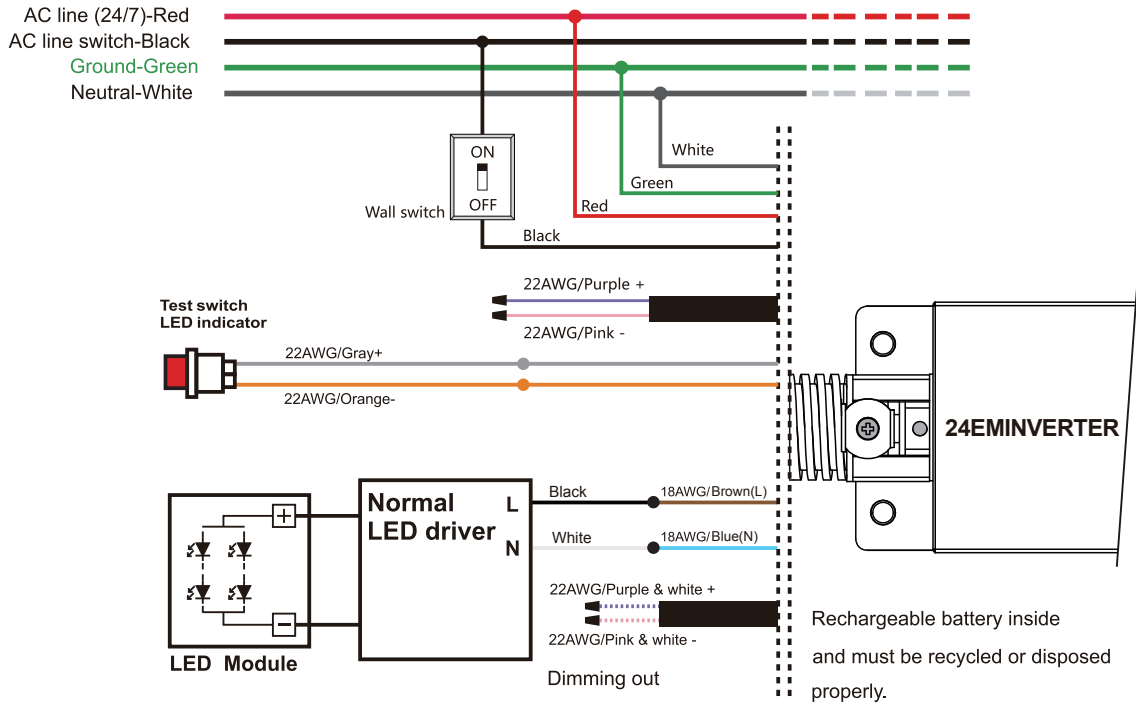 AC line (24/7)-Red
AC line switch-Black
Ground-Green
Neutral-White
White
Green
Red
ON
OFF
Wall switch
Black
22AWG/Purple +
22AWG/Pink -
Test switch
LED indicator
22AWG/Gray+
22AWG/Orange-
24EMINVERTER
Normal
LED driver
L
N
Black
18AWG/Brown(L)
White
18AWG/Blue(N)
+
−
LED Module
22AWG/Purple & white +
22AWG/Pink & white -
Dimming out
Rechargeable battery inside
and must be recycled or disposed
properly.